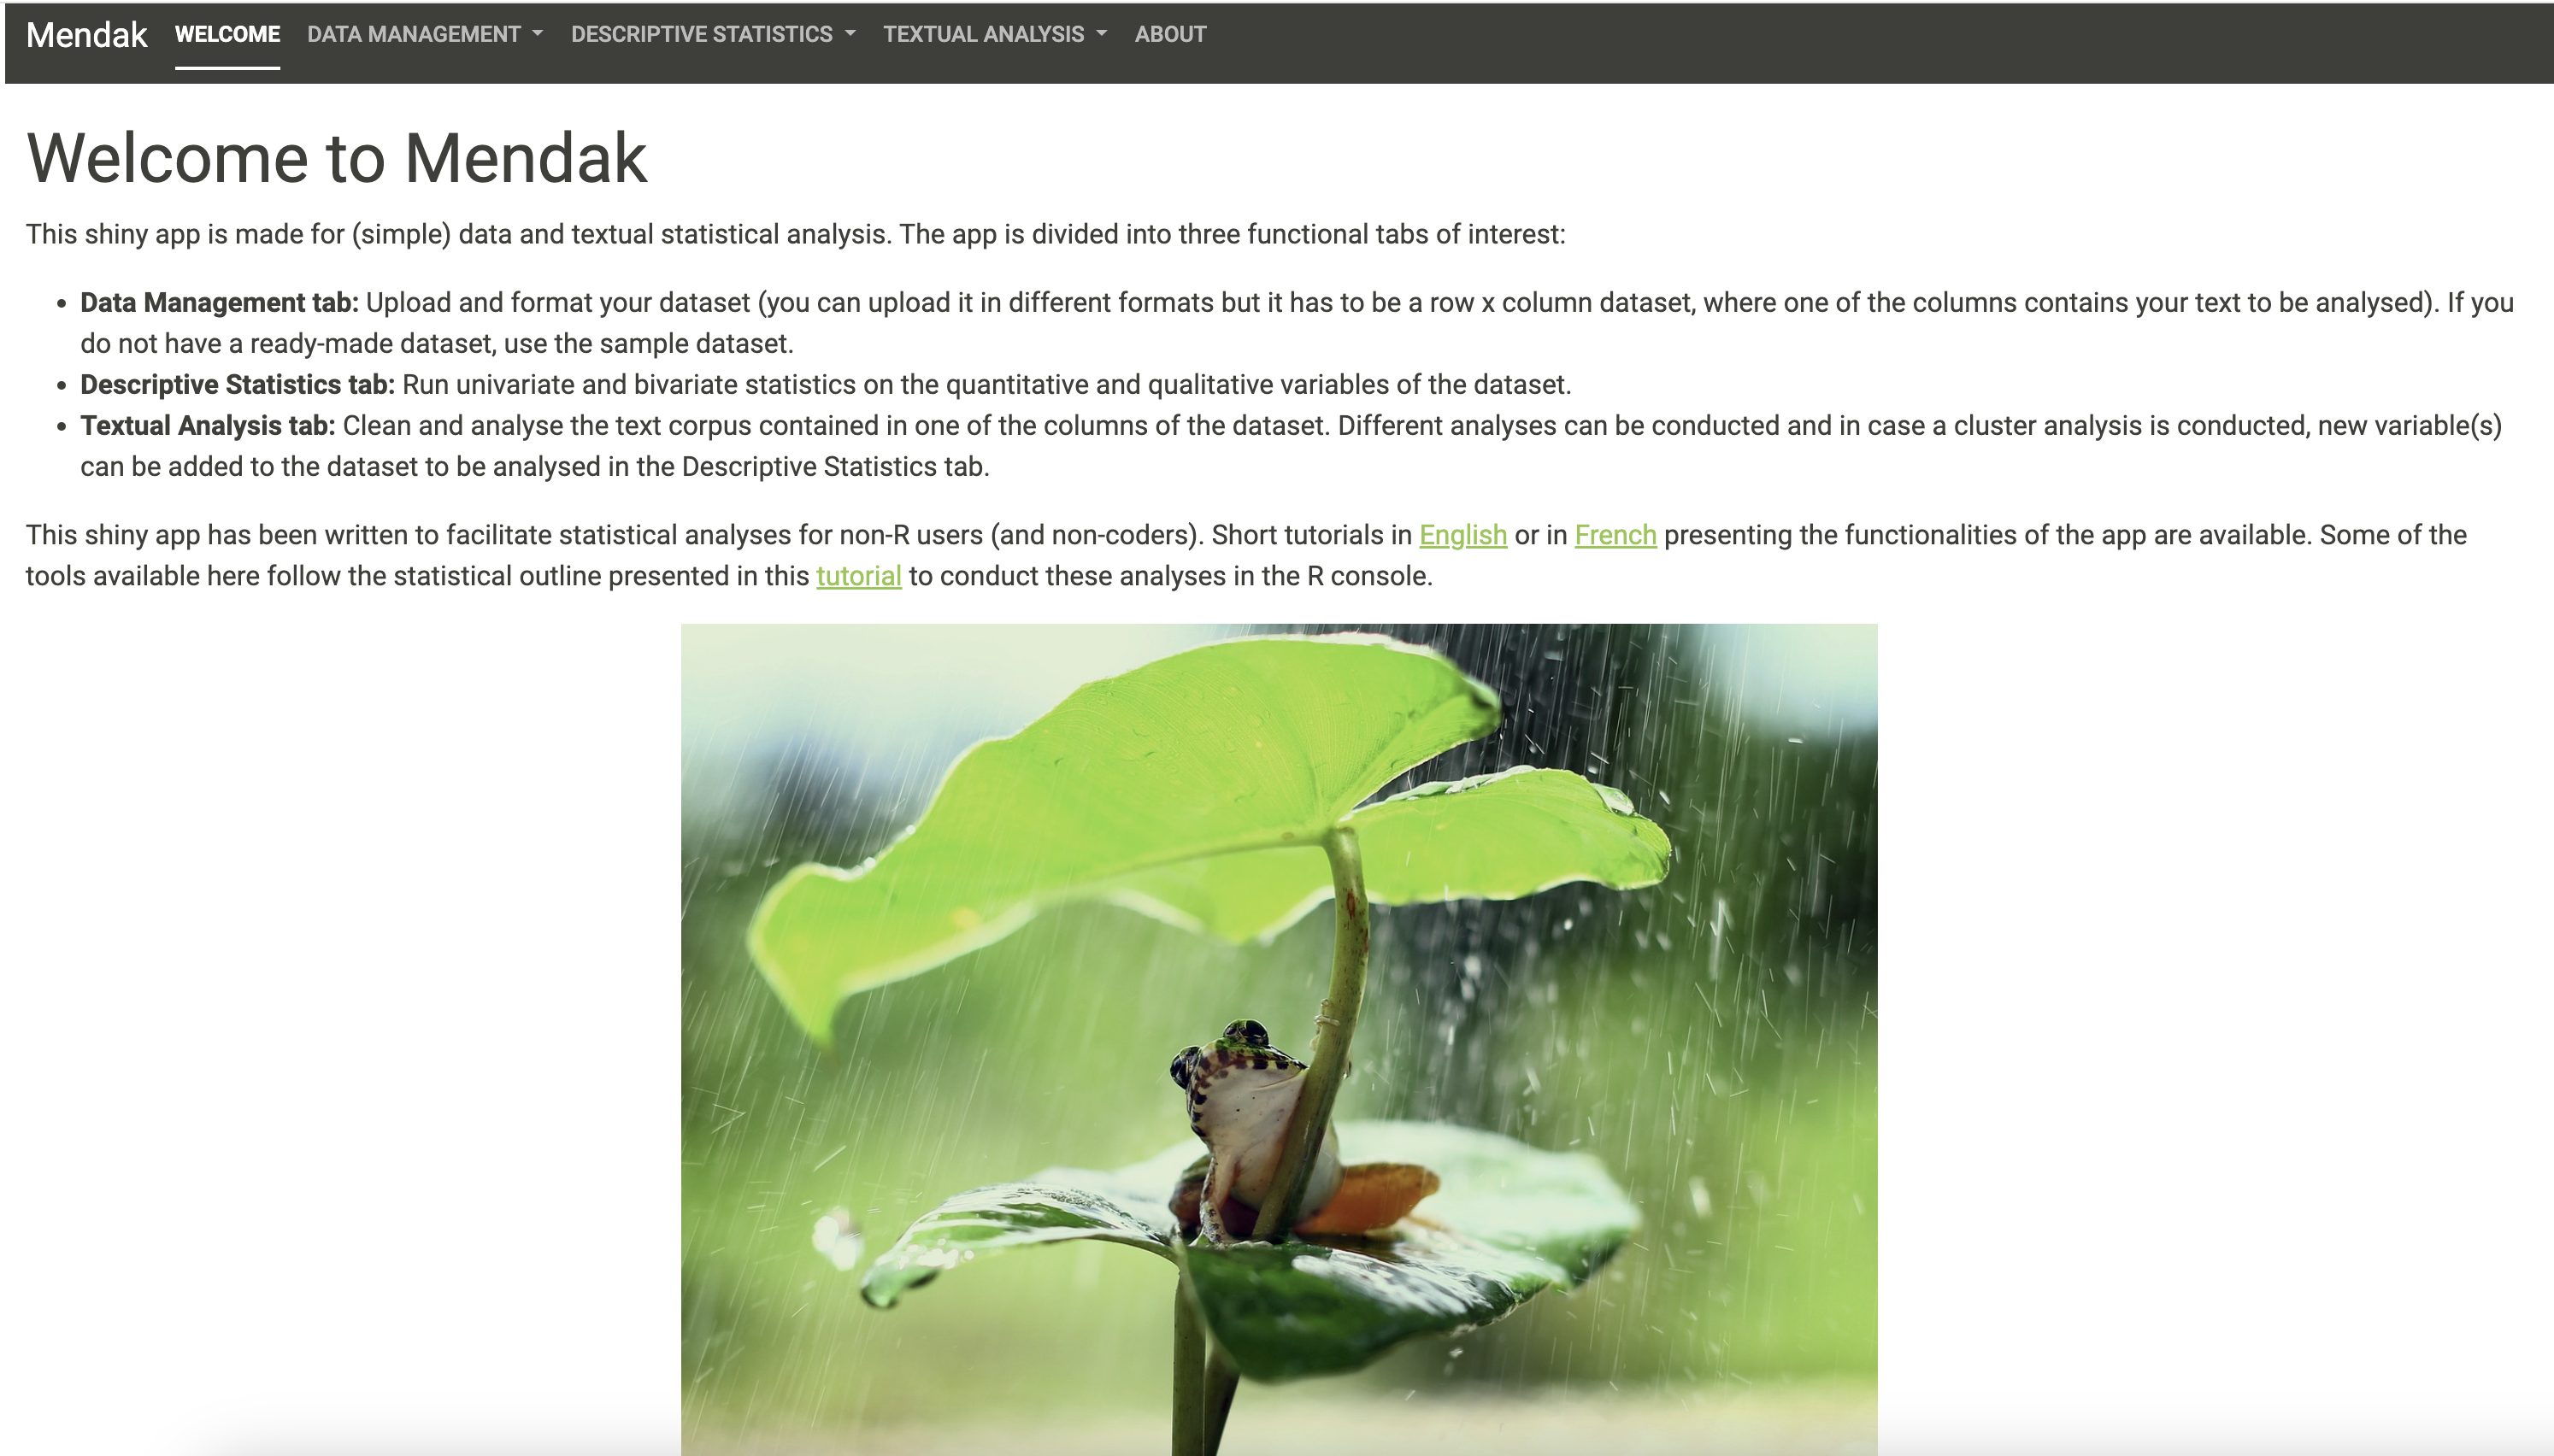 Mendak WELCOME DATA MANAGEMENT DESCRIPTIVE STATISTICS TEXTUAL ANALYSIS ABOUT
Welcome to Mendak
This shiny app is made for (simple) data and textual statistical analysis. The app is divided into three functional tabs of interest:
• Data Management tab: Upload and format your dataset (you can upload it in different formats but it has to be a row x column dataset, where one of the columns contains your text to be analysed). If you
do not have a ready-made dataset, use the sample dataset.
• Descriptive Statistics tab: Run univariate and bivariate statistics on the quantitative and qualitative variables of the dataset.
• Textual Analysis tab: Clean and analyse the text corpus contained in one of the columns of the dataset. Different analyses can be conducted and in case a cluster analysis is conducted, new variable(s)
can be added to the dataset to be analysed in the Descriptive Statistics tab.
This shiny app has been written to facilitate statistical analyses for non-R users (and non-coders). Short tutorials in English or in French presenting the functionalities of the app are available. Some of the
tools available here follow the statistical outline presented in this tutorial to conduct these analyses in the R console.